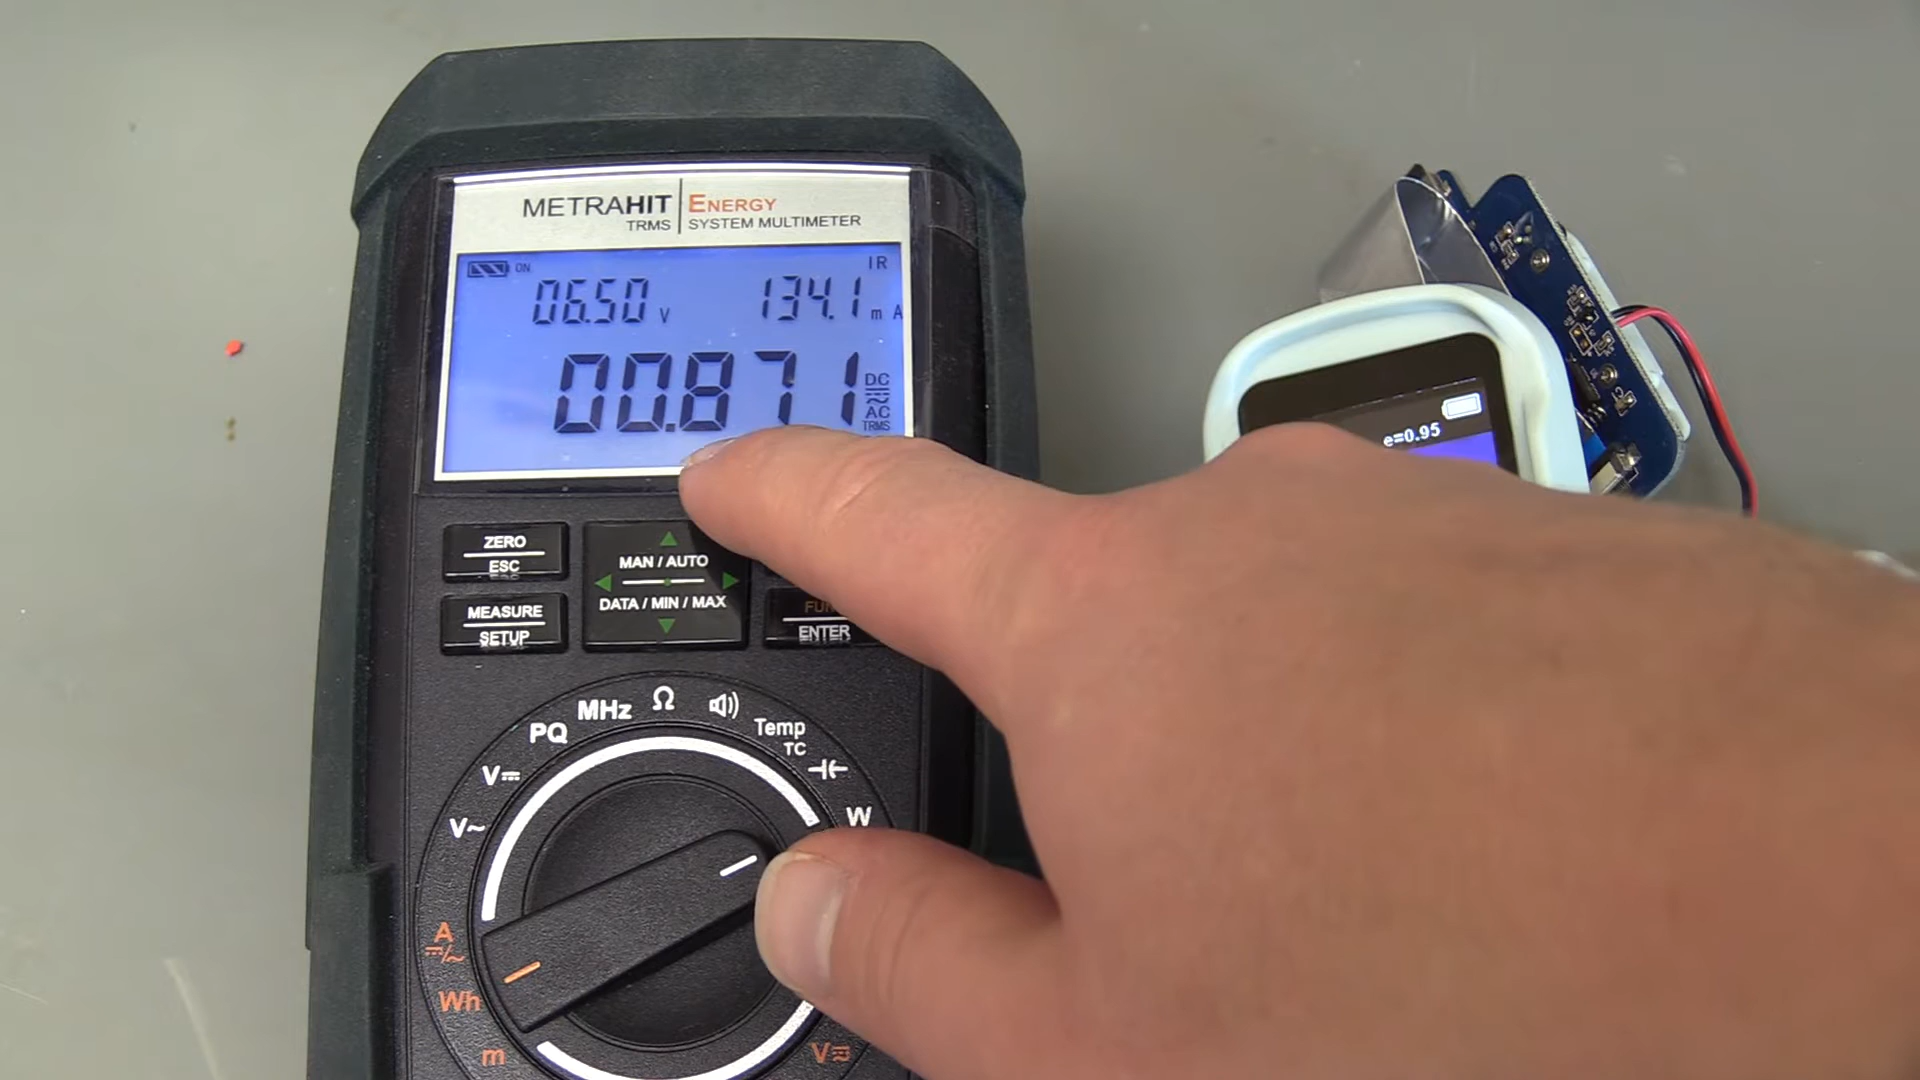 METRAHIT ENERGY
TRMS SYSTEM MULTIMETER
ON IR
06.50 V 134.1 m A
00.871 DC AC TRMS
ZERO
ESC
MAN / AUTO
DATA / MIN / MAX
MEASURE
SETUP
ENTER
Ω
MHz
PQ
Temp
TC
V
V~
W
A
Wh
m
V
e=0.95